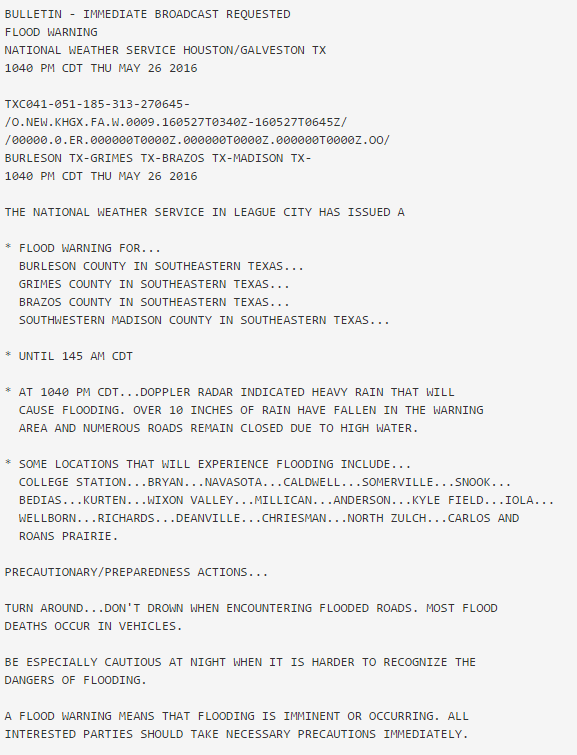 BULLETIN - IMMEDIATE BROADCAST REQUESTED
FLOOD WARNING
NATIONAL WEATHER SERVICE HOUSTON/GALVESTON TX
1040 PM CDT THU MAY 26 2016
TXC041-051-185-313-270645-
/O.NEW.KHGX.FA.W.0009.160527T0340Z-160527T0645Z/
/00000.0.ER.000000T0000Z.000000T0000Z.000000T0000Z.OO/
BURLESON TX-GRIMES TX-BRAZOS TX-MADISON TX-
1040 PM CDT THU MAY 26 2016
THE NATIONAL WEATHER SERVICE IN LEAGUE CITY HAS ISSUED A
* FLOOD WARNING FOR...
BURLESON COUNTY IN SOUTHEASTERN TEXAS...
GRIMES COUNTY IN SOUTHEASTERN TEXAS...
BRAZOS COUNTY IN SOUTHEASTERN TEXAS...
SOUTHWESTERN MADISON COUNTY IN SOUTHEASTERN TEXAS...
* UNTIL 145 AM CDT
* AT 1040 PM CDT...DOPPLER RADAR INDICATED HEAVY RAIN THAT WILL
CAUSE FLOODING. OVER 10 INCHES OF RAIN HAVE FALLEN IN THE WARNING
AREA AND NUMEROUS ROADS REMAIN CLOSED DUE TO HIGH WATER.
* SOME LOCATIONS THAT WILL EXPERIENCE FLOODING INCLUDE...
COLLEGE STATION...BRYAN...NAVASOTA...CALDWELL...SOMERVILLE...SNOOK...
BEDIAS...KURTEN...WIXON VALLEY...MILLICAN...ANDERSON...KYLE FIELD...IOLA...
WELLBORN...RICHARDS...DEANVILLE...CHRIESMAN...NORTH ZULCH...CARLOS AND
ROANS PRAIRIE.
PRECAUTIONARY/PREPAREDNESS ACTIONS...
TURN AROUND...DON'T DROWN WHEN ENCOUNTERING FLOODED ROADS. MOST FLOOD
DEATHS OCCUR IN VEHICLES.
BE ESPECIALLY CAUTIOUS AT NIGHT WHEN IT IS HARDER TO RECOGNIZE THE
DANGERS OF FLOODING.
A FLOOD WARNING MEANS THAT FLOODING IS IMMINENT OR OCCURRING. ALL
INTERESTED PARTIES SHOULD TAKE NECESSARY PRECAUTIONS IMMEDIATELY.